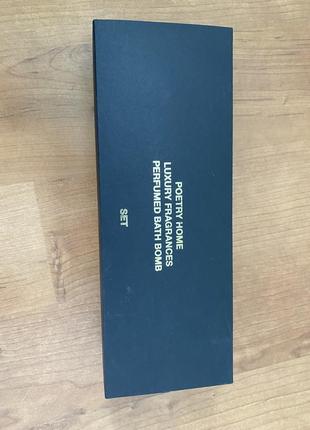 POETRY HOME
LUXURY FRAGRANCES
PERFUMED BATH BOMB
SET